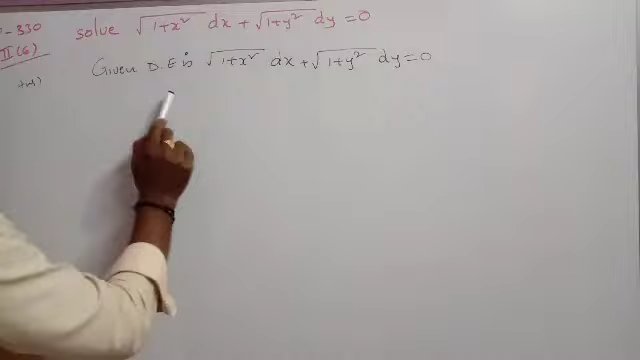 -330
II(6)
solve √1+x² dx + √1+y² dy = 0
Given D.E is √1+x² dx + √1+y² dy = 0